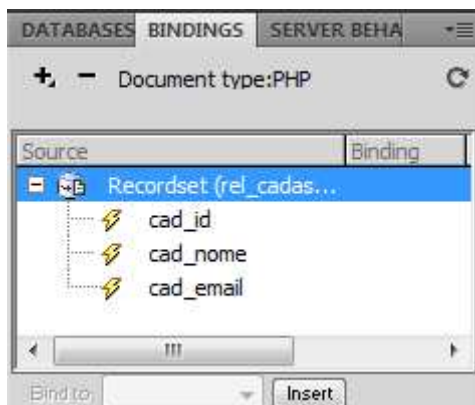 DATABASES BINDINGS SERVER BEHA
Document type:PHP
Source Binding
Recordset (rel_cadas...
cad_id
cad_nome
cad_email
Bind to: Insert